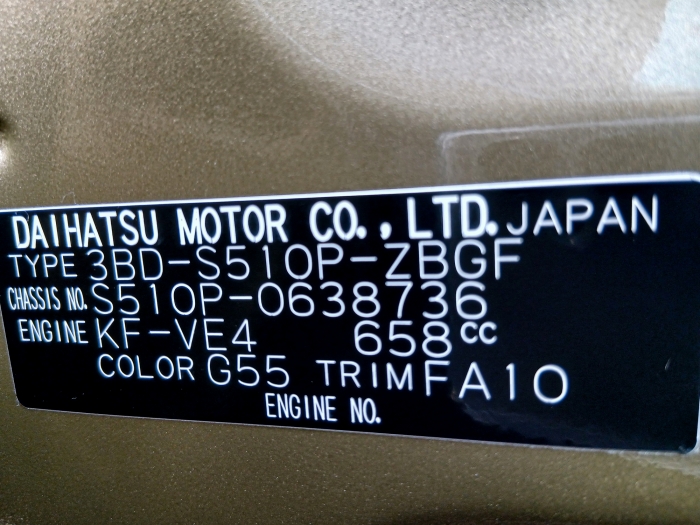 DAIHATSU MOTOR CO., LTD. JAPAN
TYPE 3BD-S510P-ZBGF
CHASSIS NO. S510P-0638736
ENGINE KF-VE4 658cc
COLOR G55 TRIM FA10
ENGINE NO.